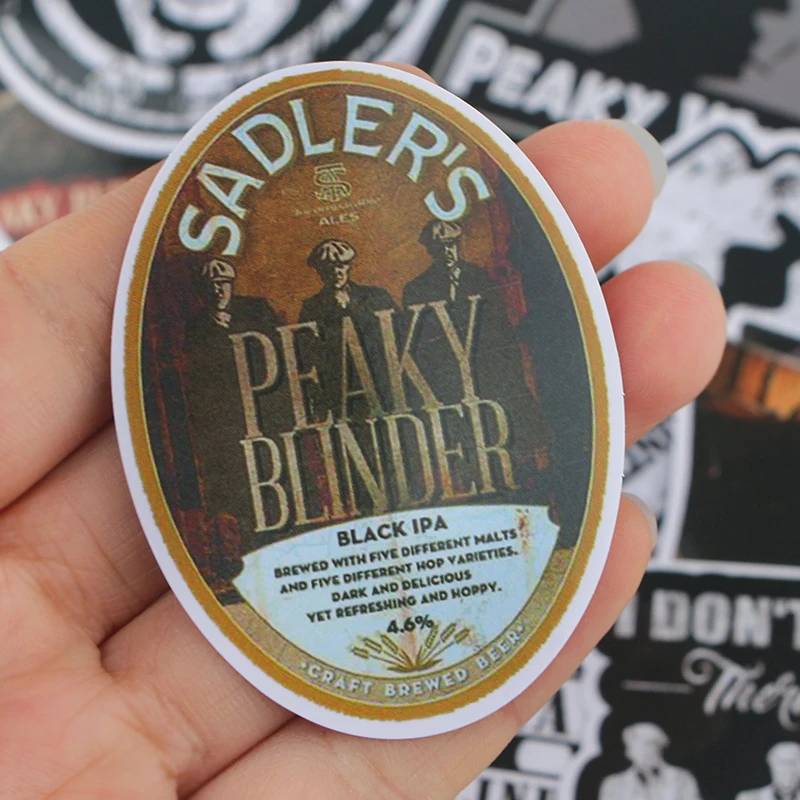 SADLER'S
ALES
PEAKY
BLINDER
BLACK IPA
BREWED WITH FIVE DIFFERENT MALTS
AND FIVE DIFFERENT HOP VARIETIES.
DARK AND DELICIOUS
YET REFRESHING AND HOPPY.
4.6%
•CRAFT BREWED BEER•
PEAKY
I DON'T